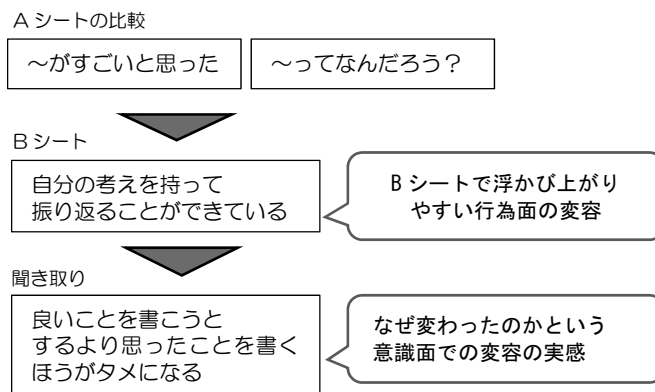 Aシートの比較
～がすごいと思った
～ってなんだろう？
Bシート
自分の考えを持って
振り返ることができている
Bシートで浮かび上がり
やすい行為面の変容
聞き取り
良いことを書こうと
するより思ったことを書く
ほうがタメになる
なぜ変わったのかという
意識面での変容の実感